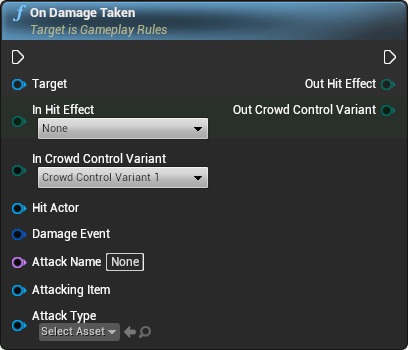 On Damage Taken
Target is Gameplay Rules
Target
Out Hit Effect
In Hit Effect
Out Crowd Control Variant
None
In Crowd Control Variant
Crowd Control Variant 1
Hit Actor
Damage Event
Attack Name None
Attacking Item
Attack Type
Select Asset